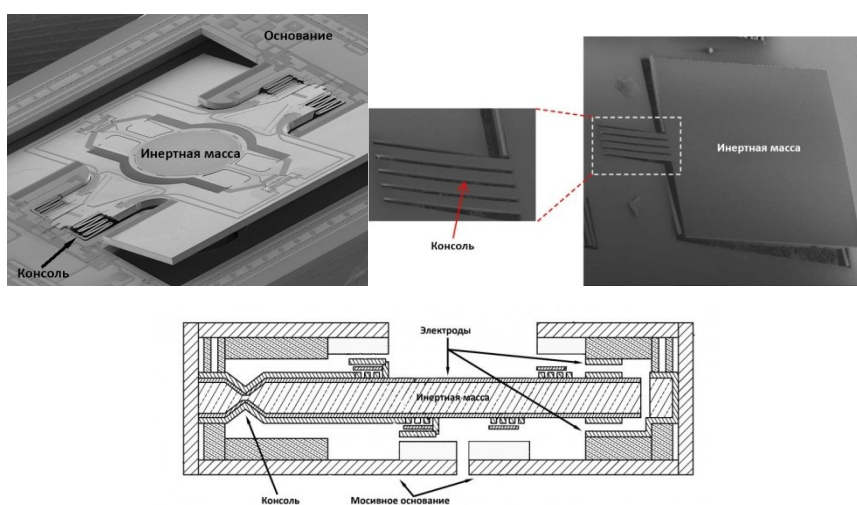 Основание
Инертная масса
Консоль
Консоль
Инертная масса
Электроды
Инертная масса
Консоль
Мосивное основание